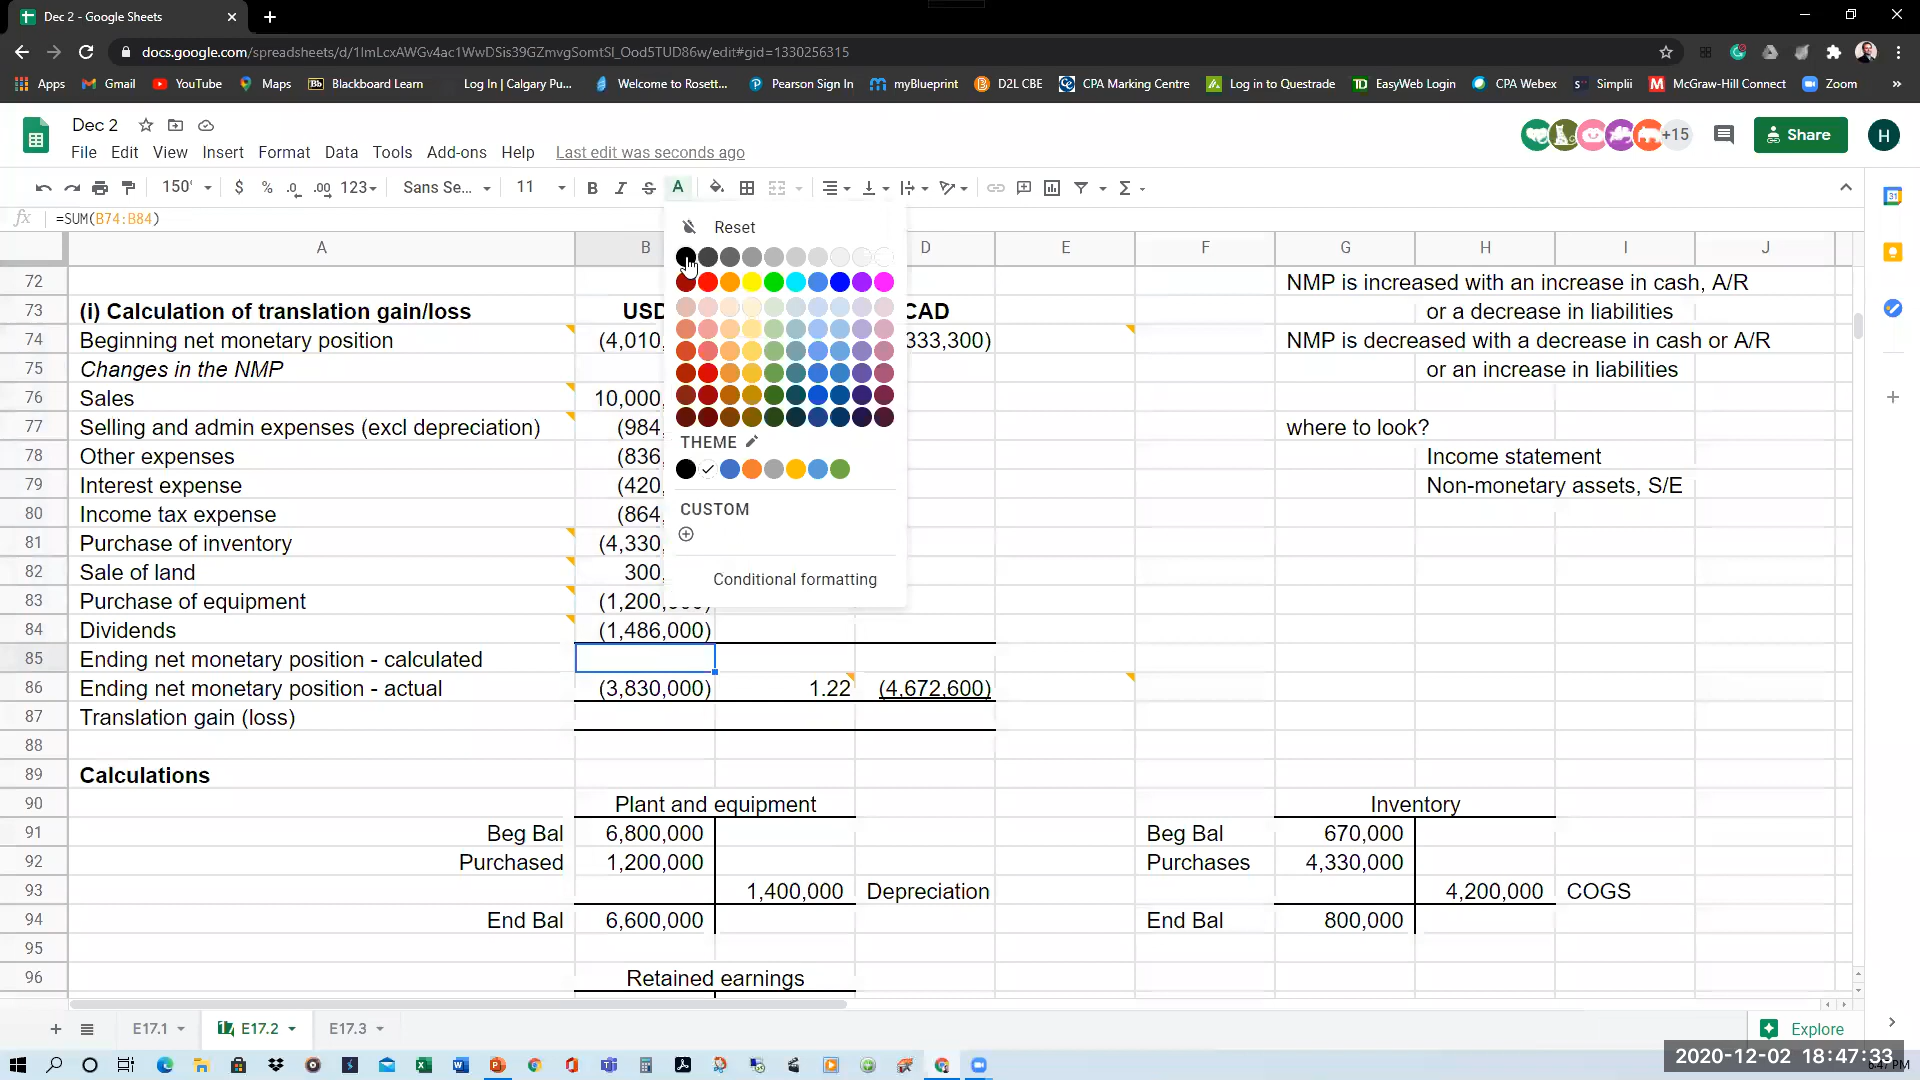 Dec 2 - Google Sheets
docs.google.com/spreadsheets/d/1ImLcxAWGv4ac1WwDSis39GZmvgSomtSI_Ood5TUD86w/edit#gid=1330256315
Apps Gmail YouTube Maps Bb Blackboard Learn Log In | Calgary Pu... Welcome to Rosett... Pearson Sign In myBlueprint D2L CBE CPA Marking Centre Log in to Questrade TD EasyWeb Login CPA Webex Simplii M McGraw-Hill Connect Zoom »
Dec 2 +15 Share H
File Edit View Insert Format Data Tools Add-ons Help Last edit was seconds ago
150% $ % .0 .00 123 Sans Se... 11 B I S A Σ
fx =SUM(B74:B84)
Reset
A B D E F G H I J
72 NMP is increased with an increase in cash, A/R
73 (i) Calculation of translation gain/loss USD CAD or a decrease in liabilities
74 Beginning net monetary position (4,010, 333,300) NMP is decreased with a decrease in cash or A/R
75 Changes in the NMP or an increase in liabilities
76 Sales 10,000,
77 Selling and admin expenses (excl depreciation) (984, where to look?
THEME
78 Other expenses (836, Income statement
79 Interest expense (420, Non-monetary assets, S/E
CUSTOM
80 Income tax expense (864,
81 Purchase of inventory (4,330,
82 Sale of land 300,
Conditional formatting
83 Purchase of equipment (1,200,000)
84 Dividends (1,486,000)
85 Ending net monetary position - calculated
86 Ending net monetary position - actual (3,830,000) 1.22 (4,672,600)
87 Translation gain (loss)
88
89 Calculations
90 Plant and equipment Inventory
91 Beg Bal 6,800,000 Beg Bal 670,000
92 Purchased 1,200,000 Purchases 4,330,000
93 1,400,000 Depreciation 4,200,000 COGS
94 End Bal 6,600,000 End Bal 800,000
95
96 Retained earnings
E17.1 E17.2 E17.3 Explore
2020-12-02 18:47:33